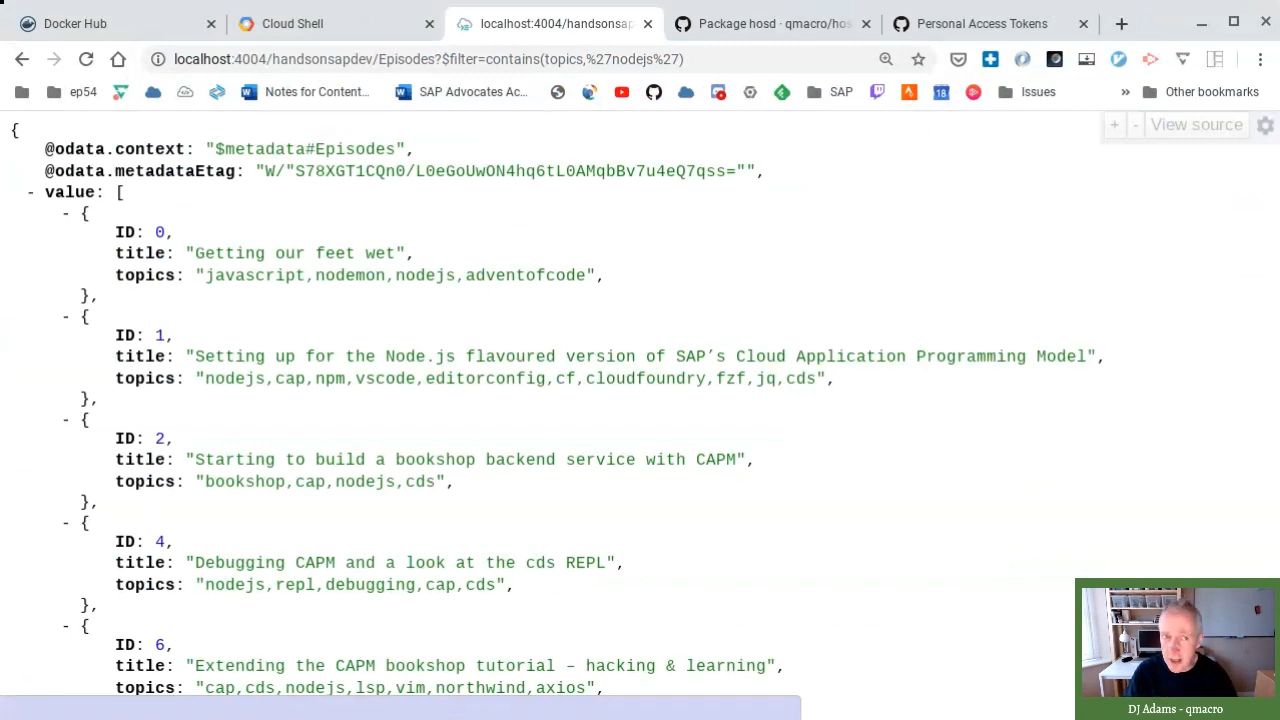 Docker Hub
Cloud Shell
localhost:4004/handsonsap
Package hosd · qmacro/hos
Personal Access Tokens
localhost:4004/handsonsapdev/Episodes?$filter=contains(topics,%27nodejs%27)
ep54
Notes for Content...
SAP Advocates Ac...
18
SAP
Issues
»
Other bookmarks
+ - View source
{
@odata.context: "$metadata#Episodes",
@odata.metadataEtag: "W/"S78XGT1CQn0/L0eGoUwON4hq6tL0AMqbBv7u4eQ7qss="",
- value: [
- {
ID: 0,
title: "Getting our feet wet",
topics: "javascript,nodemon,nodejs,adventofcode",
},
- {
ID: 1,
title: "Setting up for the Node.js flavoured version of SAP’s Cloud Application Programming Model",
topics: "nodejs,cap,npm,vscode,editorconfig,cf,cloudfoundry,fzf,jq,cds",
},
- {
ID: 2,
title: "Starting to build a bookshop backend service with CAPM",
topics: "bookshop,cap,nodejs,cds",
},
- {
ID: 4,
title: "Debugging CAPM and a look at the cds REPL",
topics: "nodejs,repl,debugging,cap,cds",
},
- {
ID: 6,
title: "Extending the CAPM bookshop tutorial – hacking & learning",
topics: "cap,cds,nodejs,lsp,vim,northwind,axios",
DJ Adams - qmacro